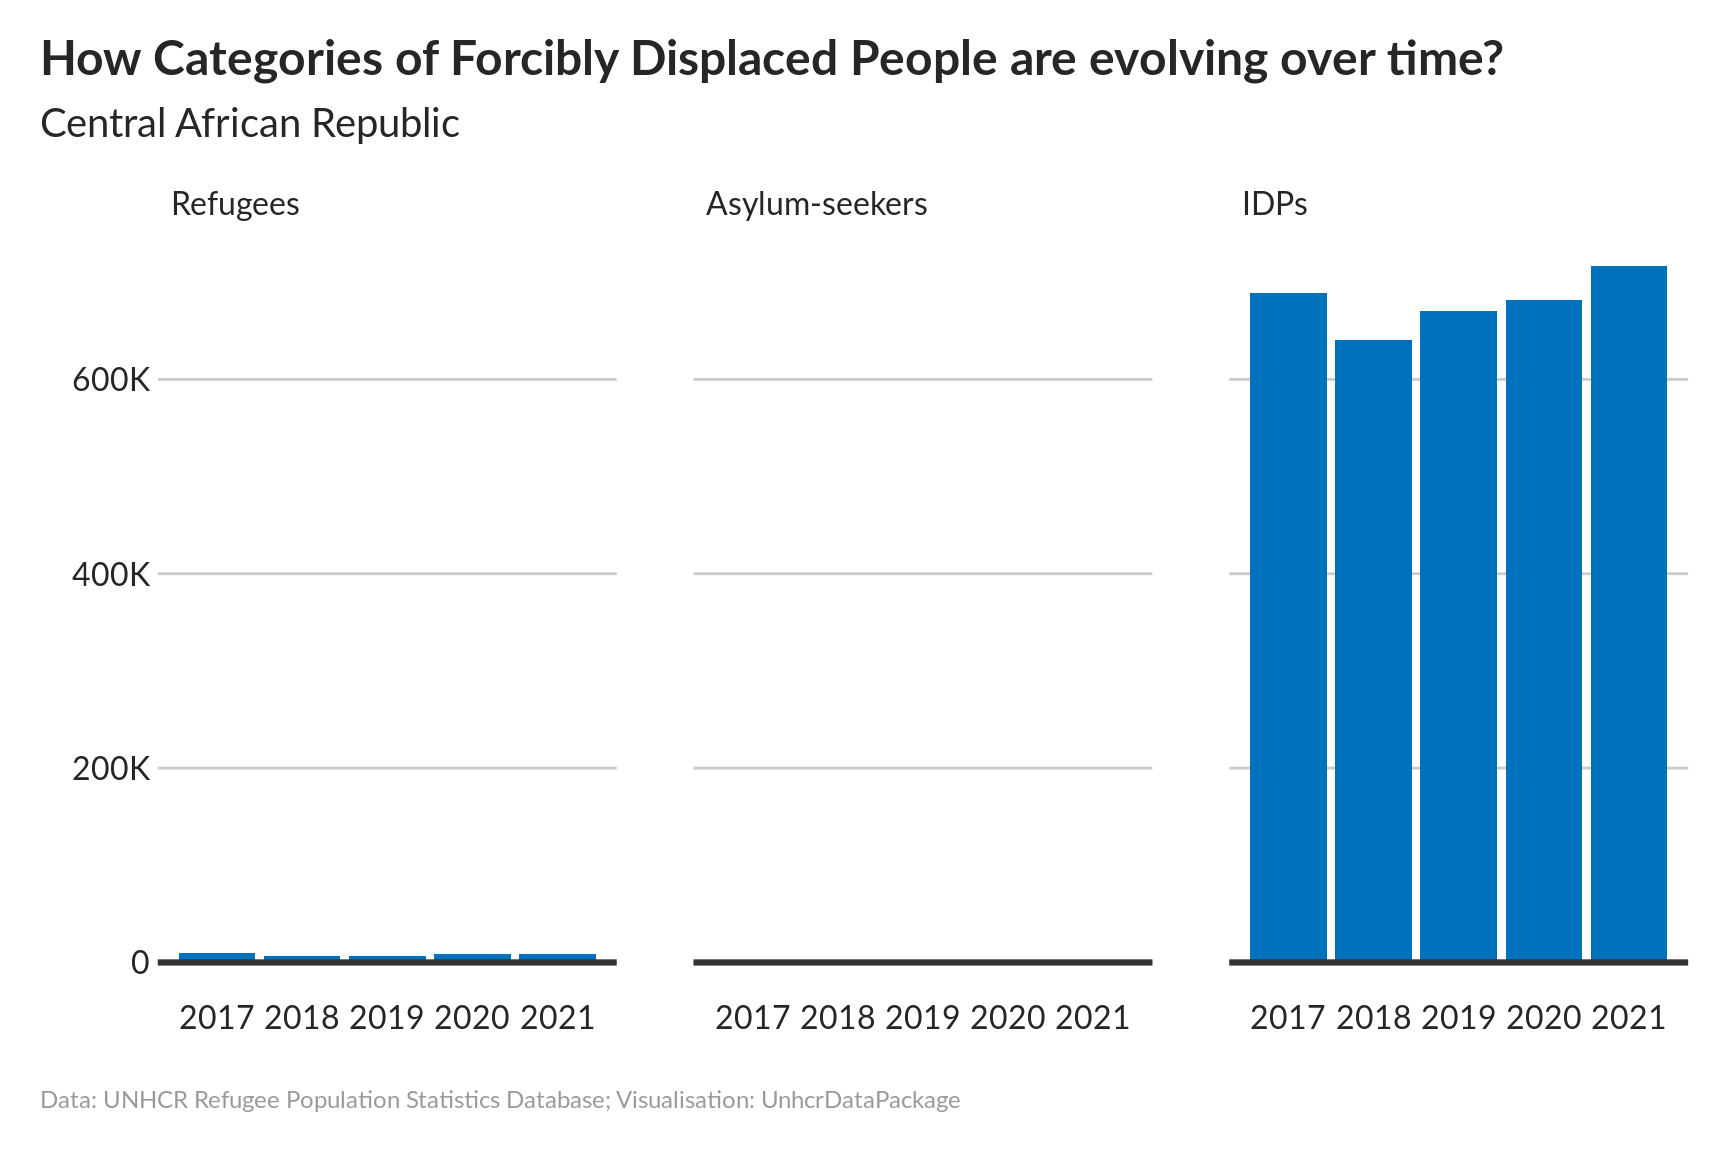 How Categories of Forcibly Displaced People are evolving over time?
Central African Republic
Refugees
Asylum-seekers
IDPs
600K
400K
200K
0
2017 2018 2019 2020 2021
2017 2018 2019 2020 2021
2017 2018 2019 2020 2021
Data: UNHCR Refugee Population Statistics Database; Visualisation: UnhcrDataPackage